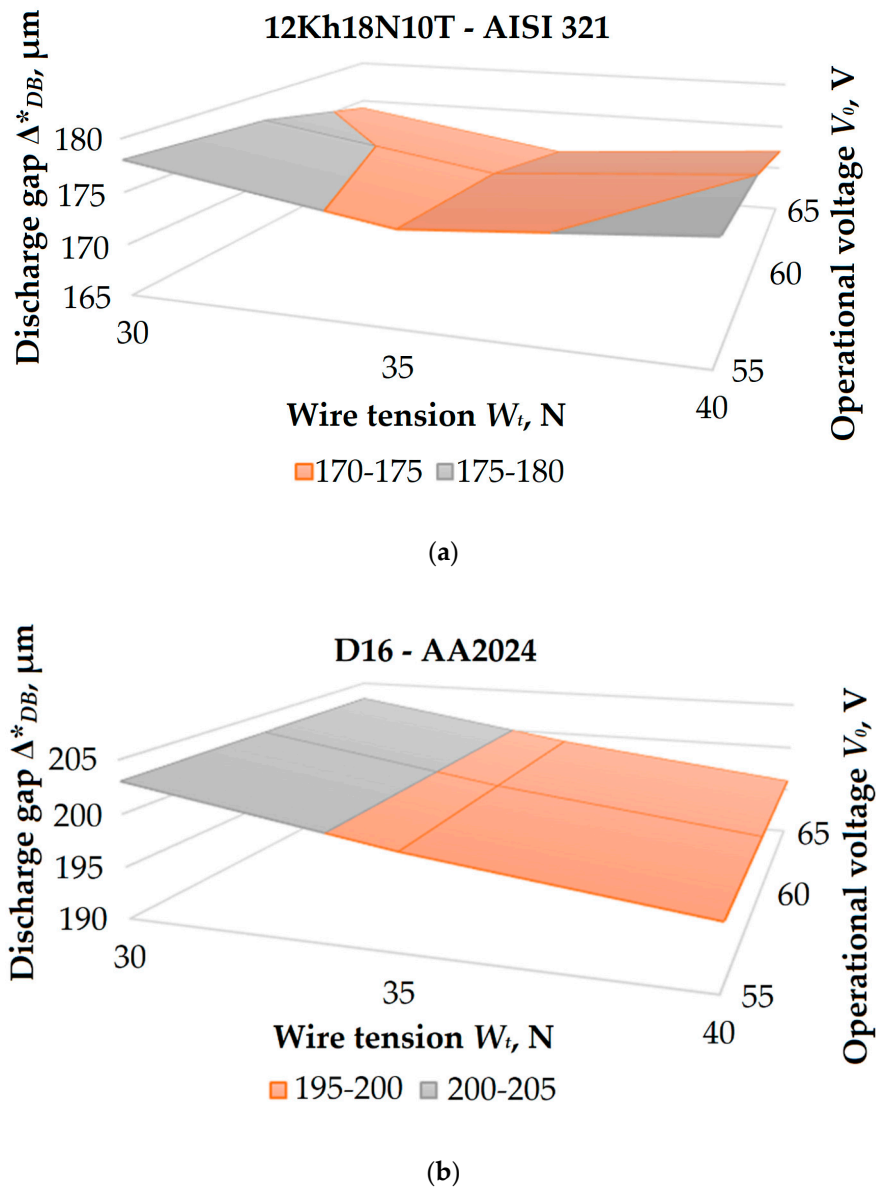 12Kh18N10T - AISI 321
Discharge gap Δ*DB, μm
180
175
170
165
30
35
40
Wire tension Wt, N
55
60
65
Operational voltage V0, V
170-175
175-180
(a)
D16 - AA2024
Discharge gap Δ*DB, μm
205
200
195
190
30
35
40
Wire tension Wt, N
55
60
65
Operational voltage V0, V
195-200
200-205
(b)